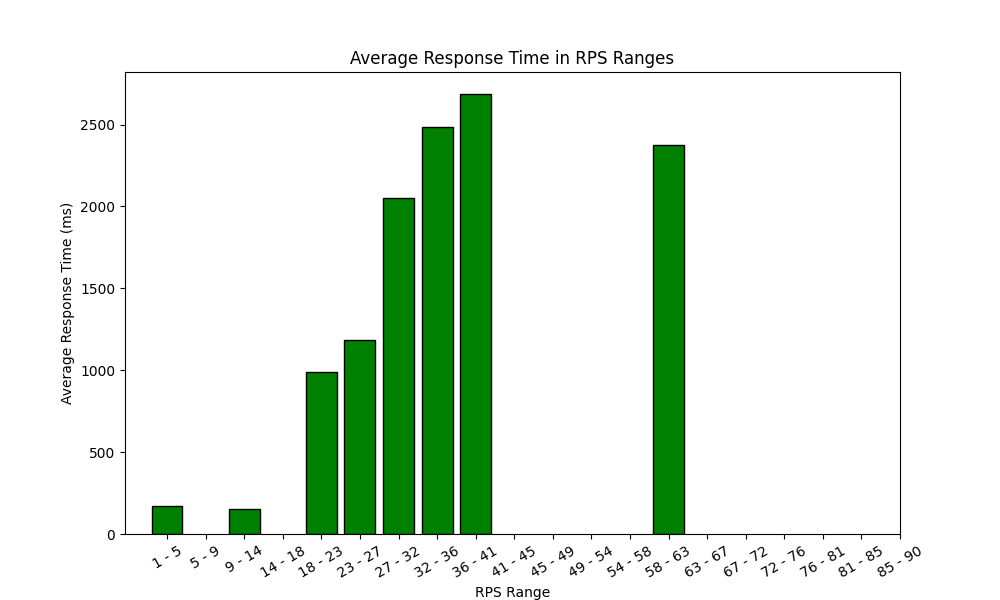 Average Response Time in RPS Ranges
Average Response Time (ms)
2500
2000
1500
1000
500
0
1 - 5
5 - 9
9 - 14
14 - 18
18 - 23
23 - 27
27 - 32
32 - 36
36 - 41
41 - 45
45 - 49
49 - 54
54 - 58
58 - 63
63 - 67
67 - 72
72 - 76
76 - 81
81 - 85
85 - 90
RPS Range